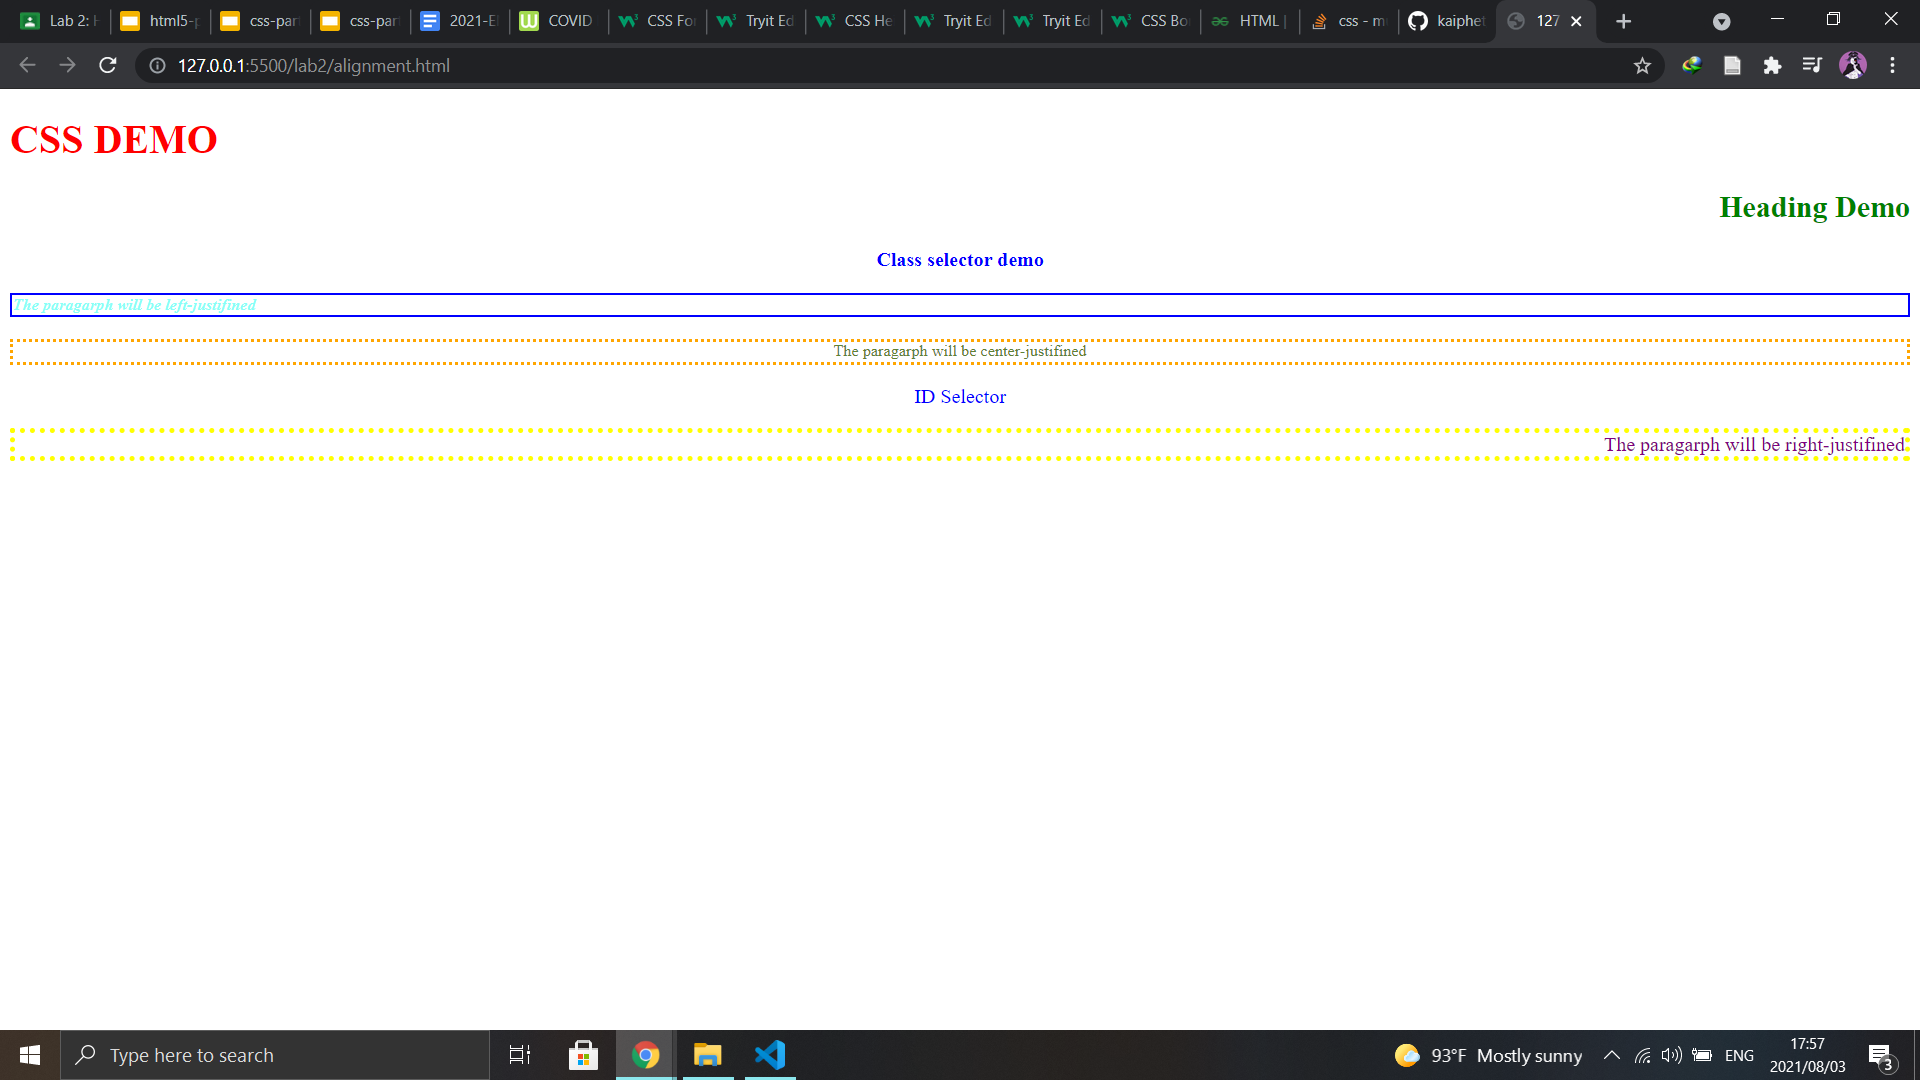 Lab 2: H
html5-p
css-part
css-part
2021-El
COVID
CSS For
Tryit Ed
CSS He
Tryit Ed
Tryit Ed
CSS Bo
HTML |
css - m
kaiphet
127
127.0.0.1:5500/lab2/alignment.html
CSS DEMO
Heading Demo
Class selector demo
The paragarph will be left-justifined
The paragarph will be center-justifined
ID Selector
The paragarph will be right-justifined
Type here to search
93°F Mostly sunny
ENG
17:57
2021/08/03
3